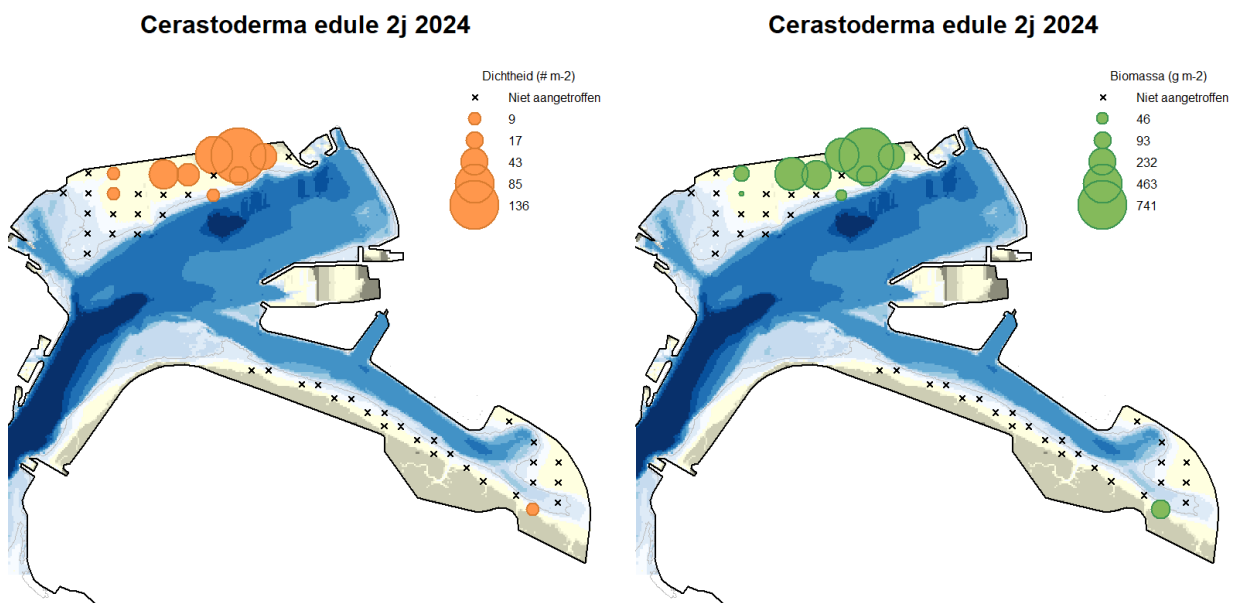 Cerastoderma edule 2j 2024
Dichtheid (# m-2)
Niet aangetroffen
9
17
43
85
136
Cerastoderma edule 2j 2024
Biomassa (g m-2)
Niet aangetroffen
46
93
232
463
741